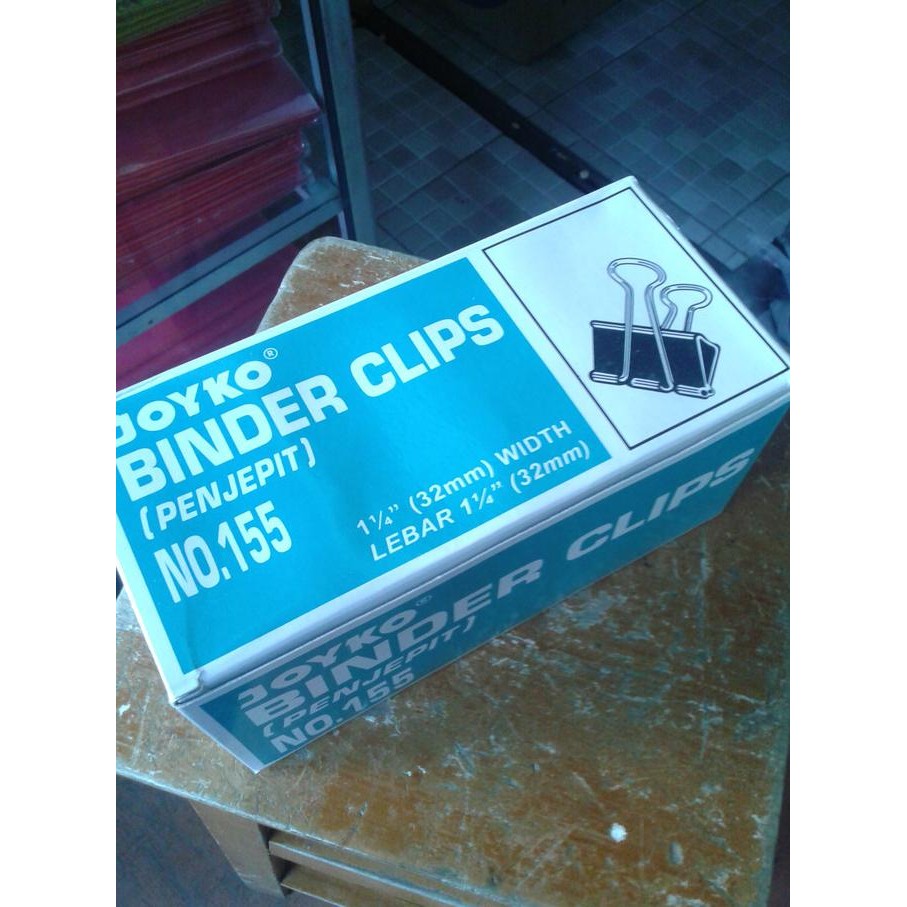 JOYKO®
BINDER CLIPS
(PENJEPIT)
NO.155
1¼” (32mm) WIDTH
LEBAR 1¼” (32mm)
JOYKO®
BINDER CLIPS
(PENJEPIT)
NO.155